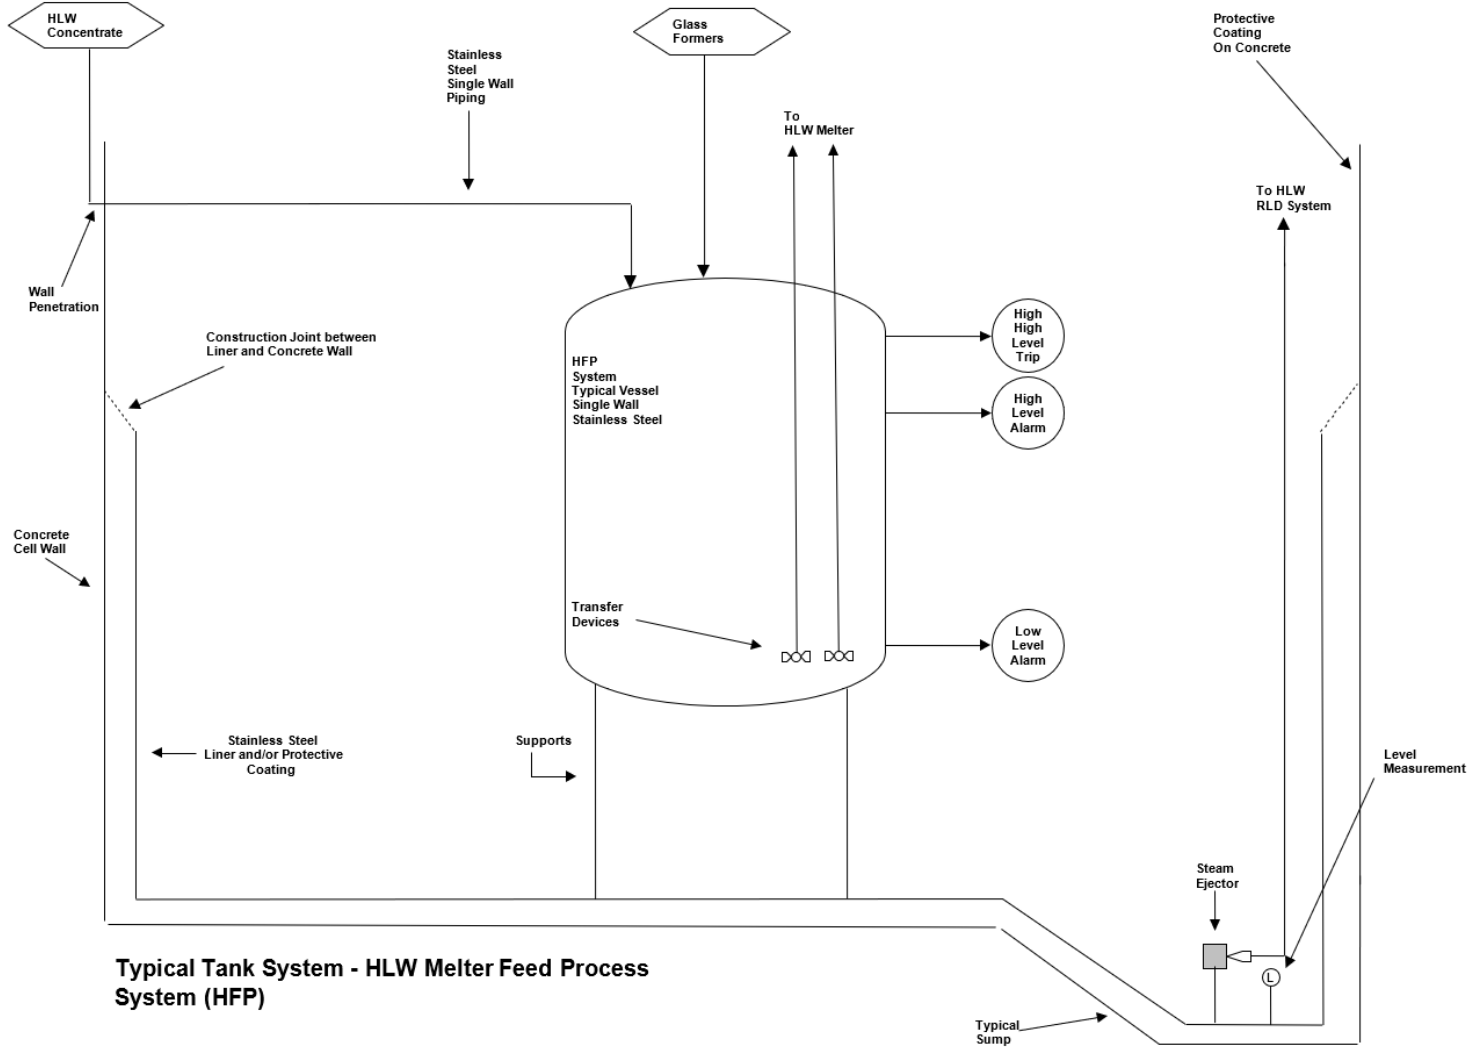 HLW
Concentrate
Glass
Formers
Protective
Coating
On Concrete
Stainless
Steel
Single Wall
Piping
To
HLW Melter
To HLW
RLD System
Wall
Penetration
Construction Joint between
Liner and Concrete Wall
High
High
Level
Trip
HFP
System
Typical Vessel
Single Wall
Stainless Steel
High
Level
Alarm
Concrete
Cell Wall
Transfer
Devices
Low
Level
Alarm
Stainless Steel
Liner and/or Protective
Coating
Supports
Level
Measurement
Steam
Ejector
L
Typical Tank System - HLW Melter Feed Process
System (HFP)
Typical
Sump